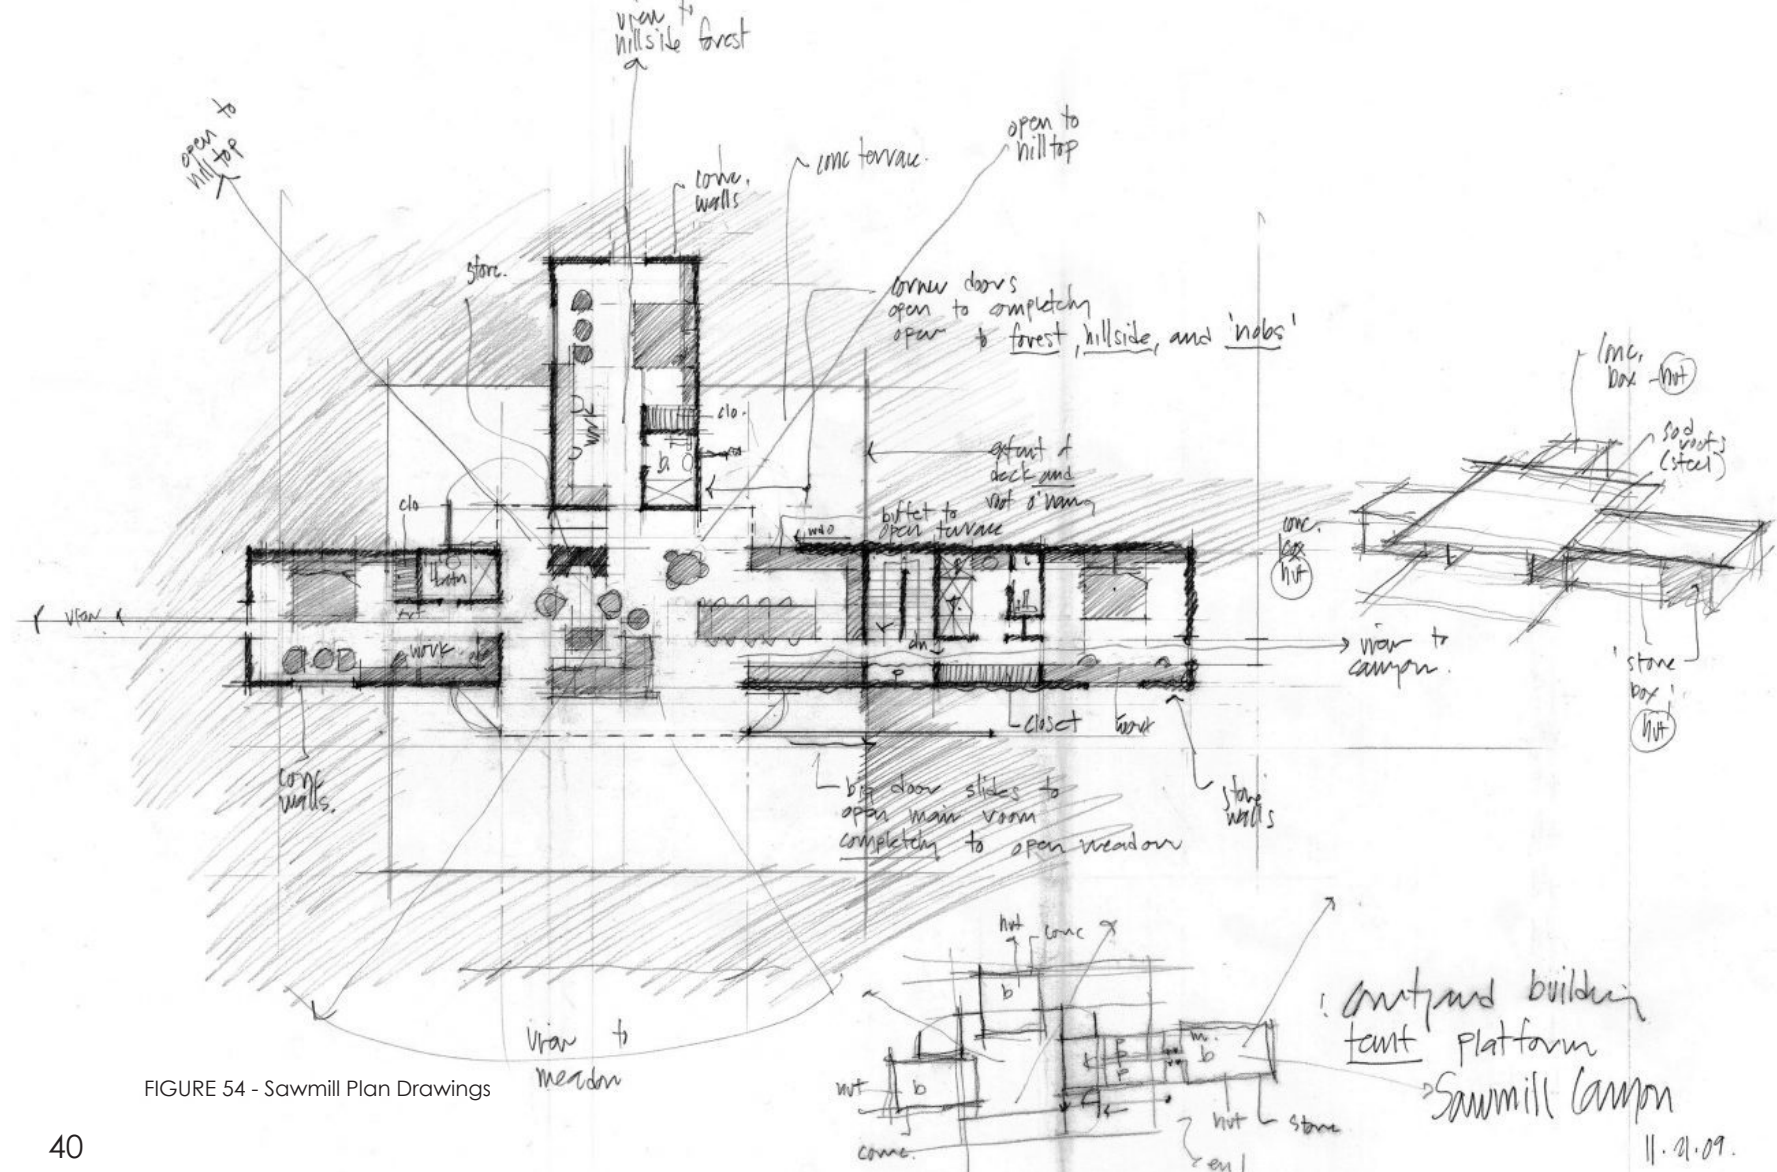 view to
hillside forest
open to
hilltop
open to
hilltop
conc terrace.
conc.
walls
store.
corner doors
open to completely
open to forest, hillside, and 'nobs'
conc.
box - hut
sod
roofs
(steel)
clo.
work
b.
extent of
deck and
roof o'hang
buffet to
open terrace
clo
bath
conc.
box
hut
view
work
dn
p
view to
canyon.
'stone
box'
hut
closet
conc
walls.
big door slides to
open main room
completely to open meadow
stone
walls
view to
meadow
hut
conc
b
hut
b
conc.
k
p
p
p
m.
b
hut
stone
: courtyard building
tent platform
Sawmill Canyon
11.21.09.
FIGURE 54 - Sawmill Plan Drawings
40